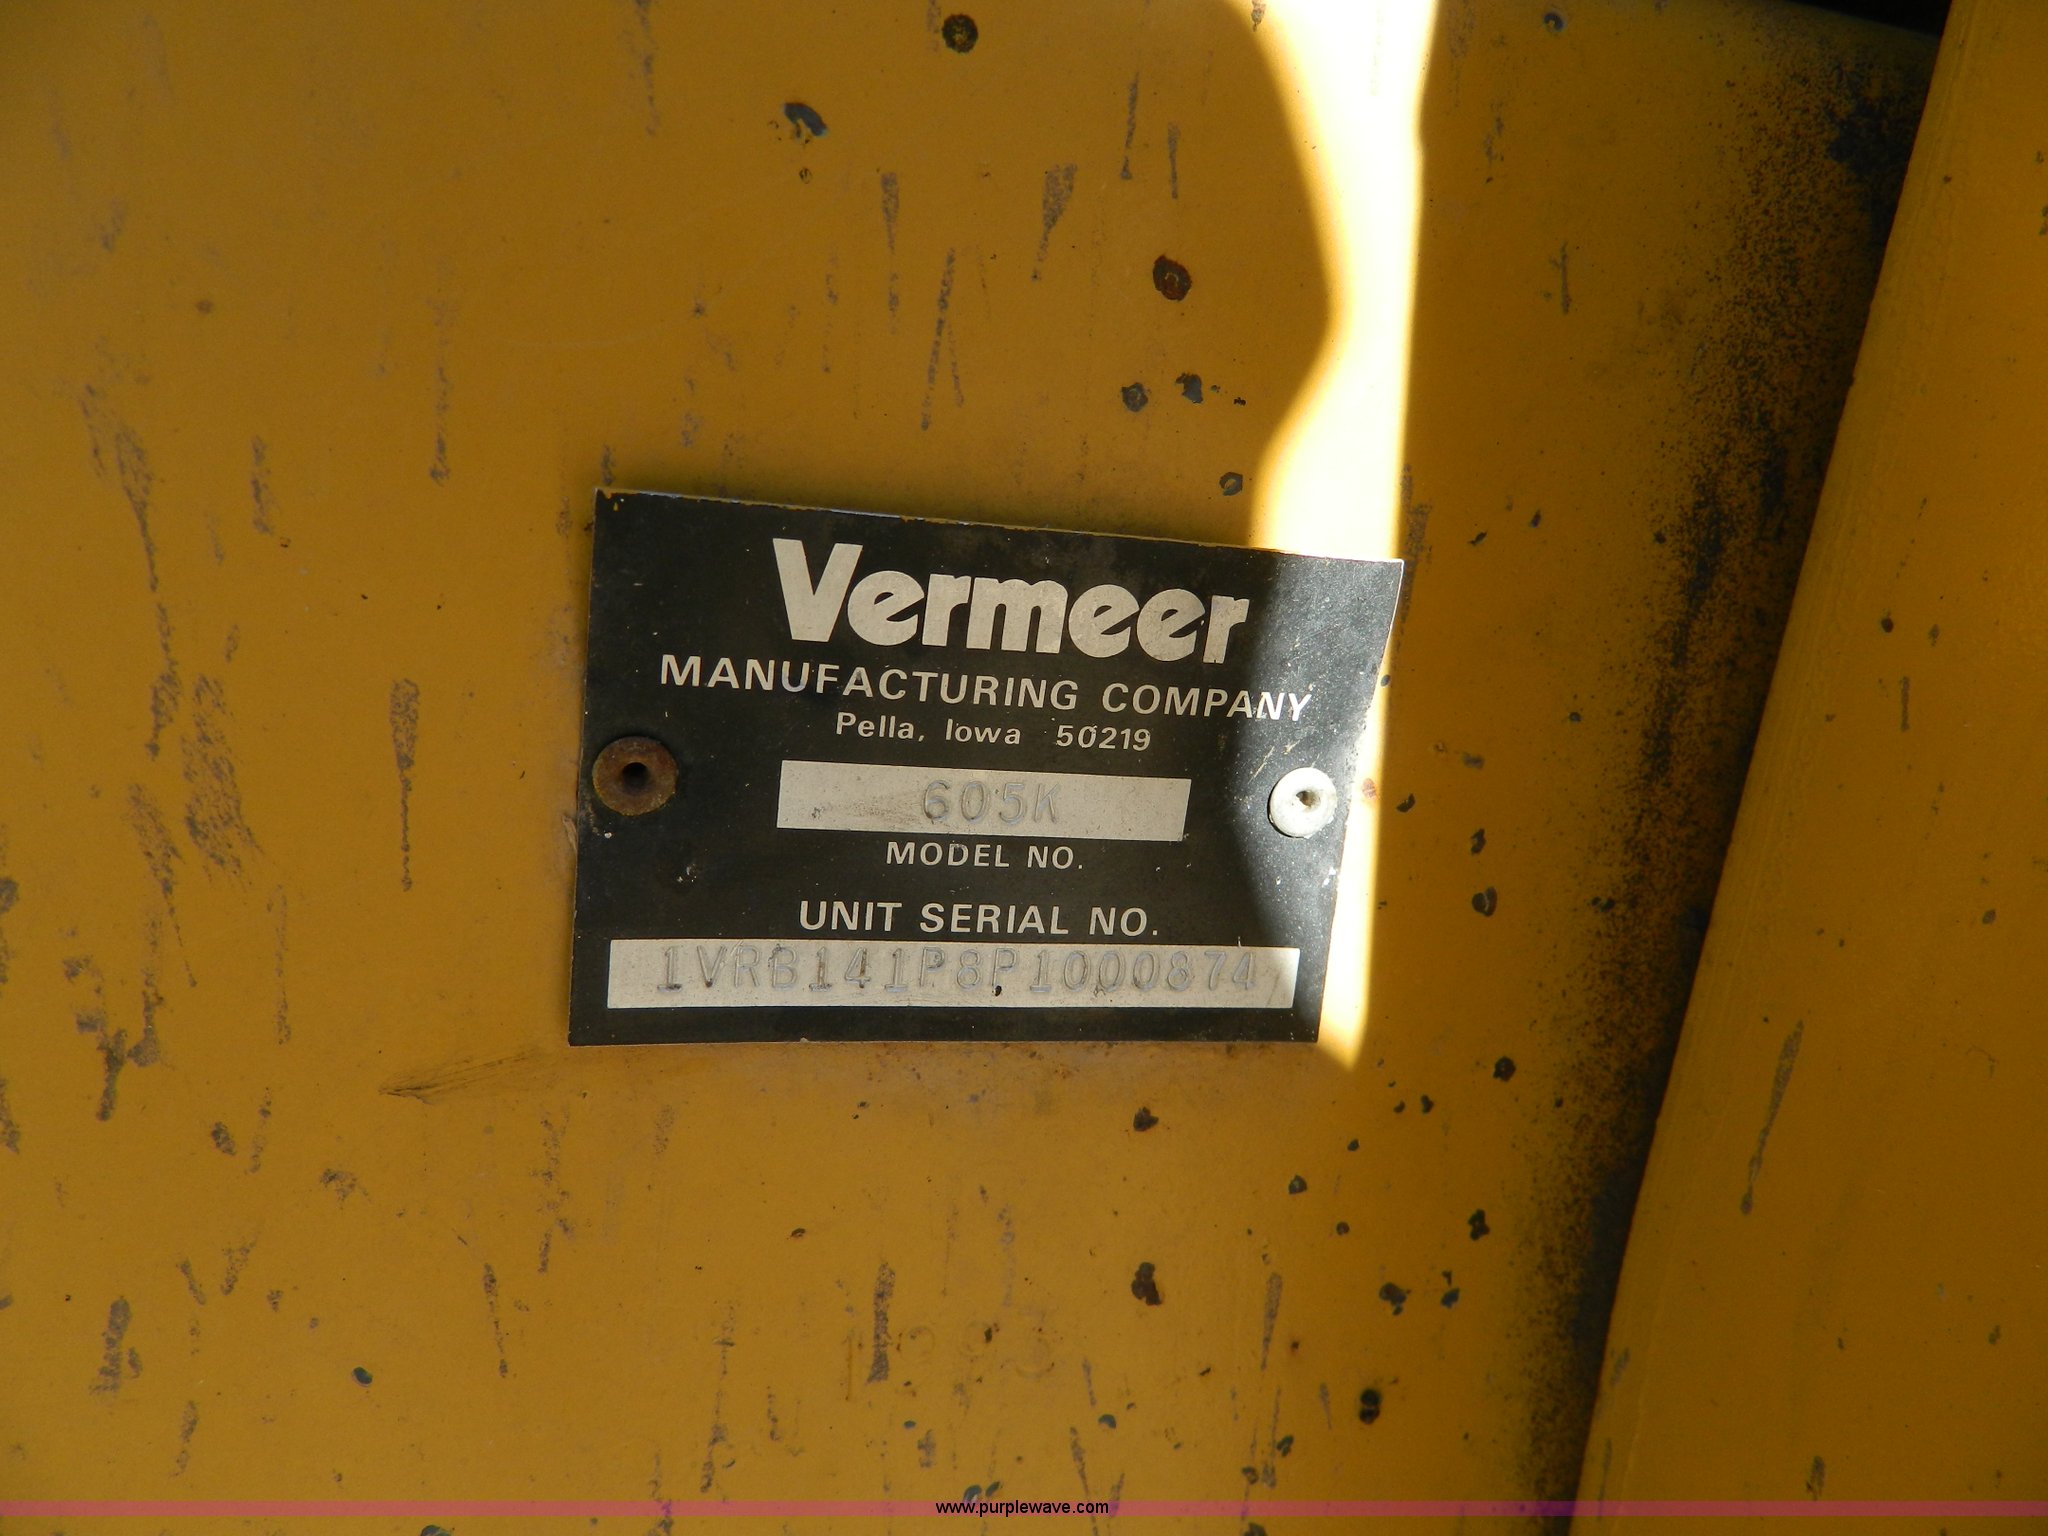 Vermeer
MANUFACTURING COMPANY
Pella, Iowa 50219
605K
MODEL NO.
UNIT SERIAL NO.
1VRB141P8P1000874
www.purplewave.com